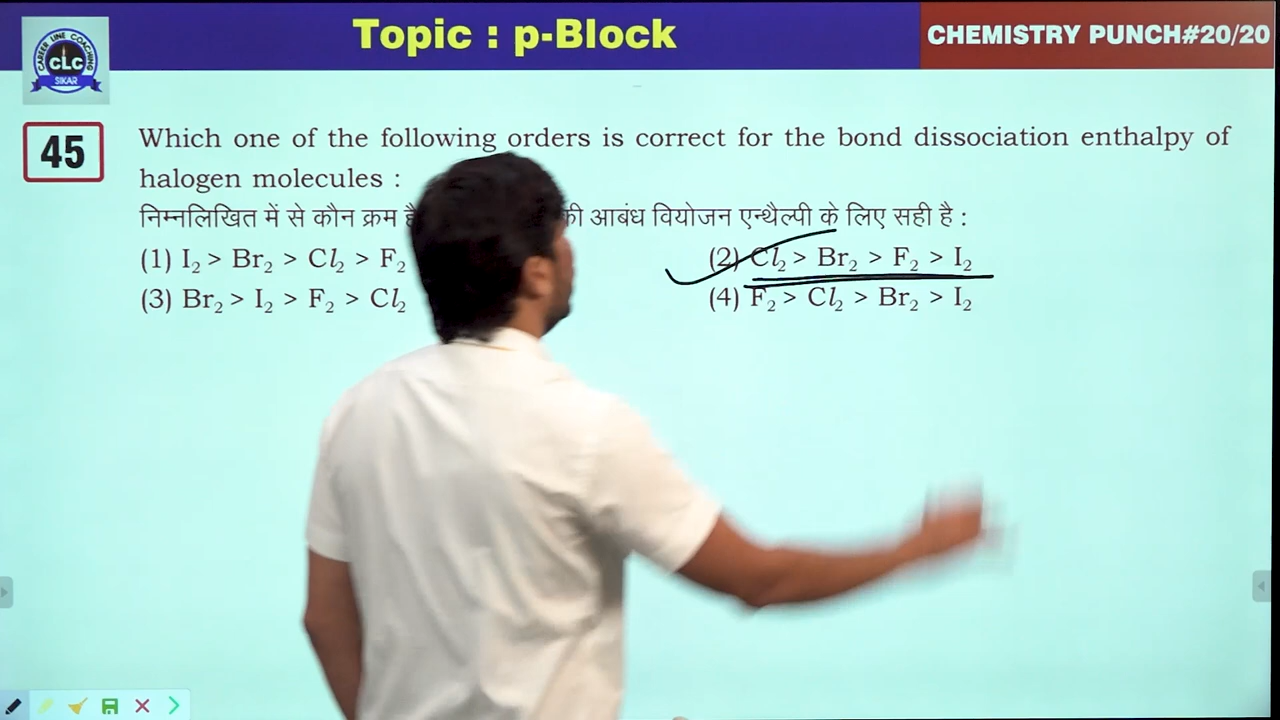 Topic : p-Block
CHEMISTRY PUNCH#20/20
CAREER LINE COACHING
CLC
SIKAR
45
Which one of the following orders is correct for the bond dissociation enthalpy of
halogen molecules :
निम्नलिखित में से कौन क्रम है की आबंध वियोजन एन्थैल्पी के लिए सही है :
(1) I₂ > Br₂ > Cl₂ > F₂
(2) Cl₂ > Br₂ > F₂ > I₂
(3) Br₂ > I₂ > F₂ > Cl₂
(4) F₂ > Cl₂ > Br₂ > I₂